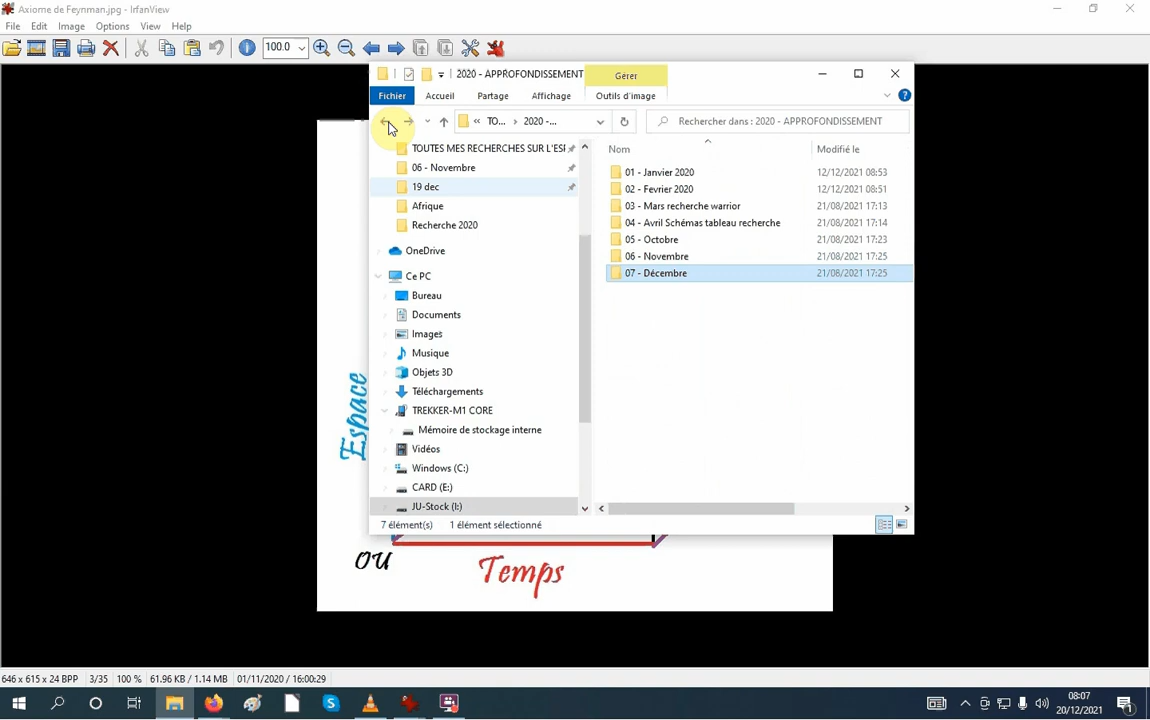 Axiome de Feynman.jpg - IrfanView
File Edit Image Options View Help
100.0
2020 - APPROFONDISSEMENT
Gérer
Fichier Accueil Partage Affichage Outils d'image
« TO... › 2020 -...
Rechercher dans : 2020 - APPROFONDISSEMENT
TOUTES MES RECHERCHES SUR L'ESP
06 - Novembre
19 dec
Afrique
Recherche 2020
OneDrive
Ce PC
Bureau
Documents
Images
Musique
Objets 3D
Téléchargements
TREKKER-M1 CORE
Mémoire de stockage interne
Vidéos
Windows (C:)
CARD (E:)
JU-Stock (I:)
Nom Modifié le
01 - Janvier 2020 12/12/2021 08:53
02 - Fevrier 2020 12/12/2021 08:51
03 - Mars recherche warrior 21/08/2021 17:13
04 - Avril Schémas tableau recherche 21/08/2021 17:14
05 - Octobre 21/08/2021 17:23
06 - Novembre 21/08/2021 17:25
07 - Décembre 21/08/2021 17:25
7 élément(s) 1 élément sélectionné
Espace
OU
Temps
646 x 615 x 24 BPP 3/35 100 % 61.96 KB / 1.14 MB 01/11/2020 / 16:00:29
08:07
20/12/2021